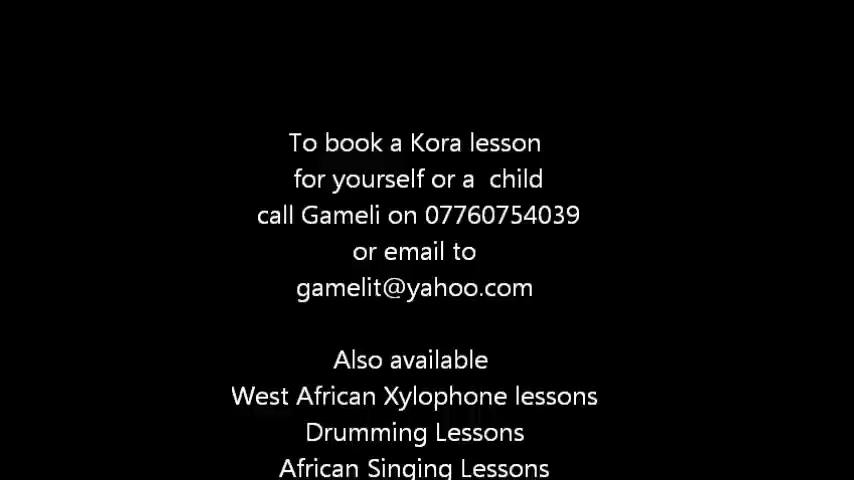 To book a Kora lesson
for yourself or a child
call Gameli on 07760754039
or email to
gamelit@yahoo.com
Also available
West African Xylophone lessons
Drumming Lessons
African Singing Lessons